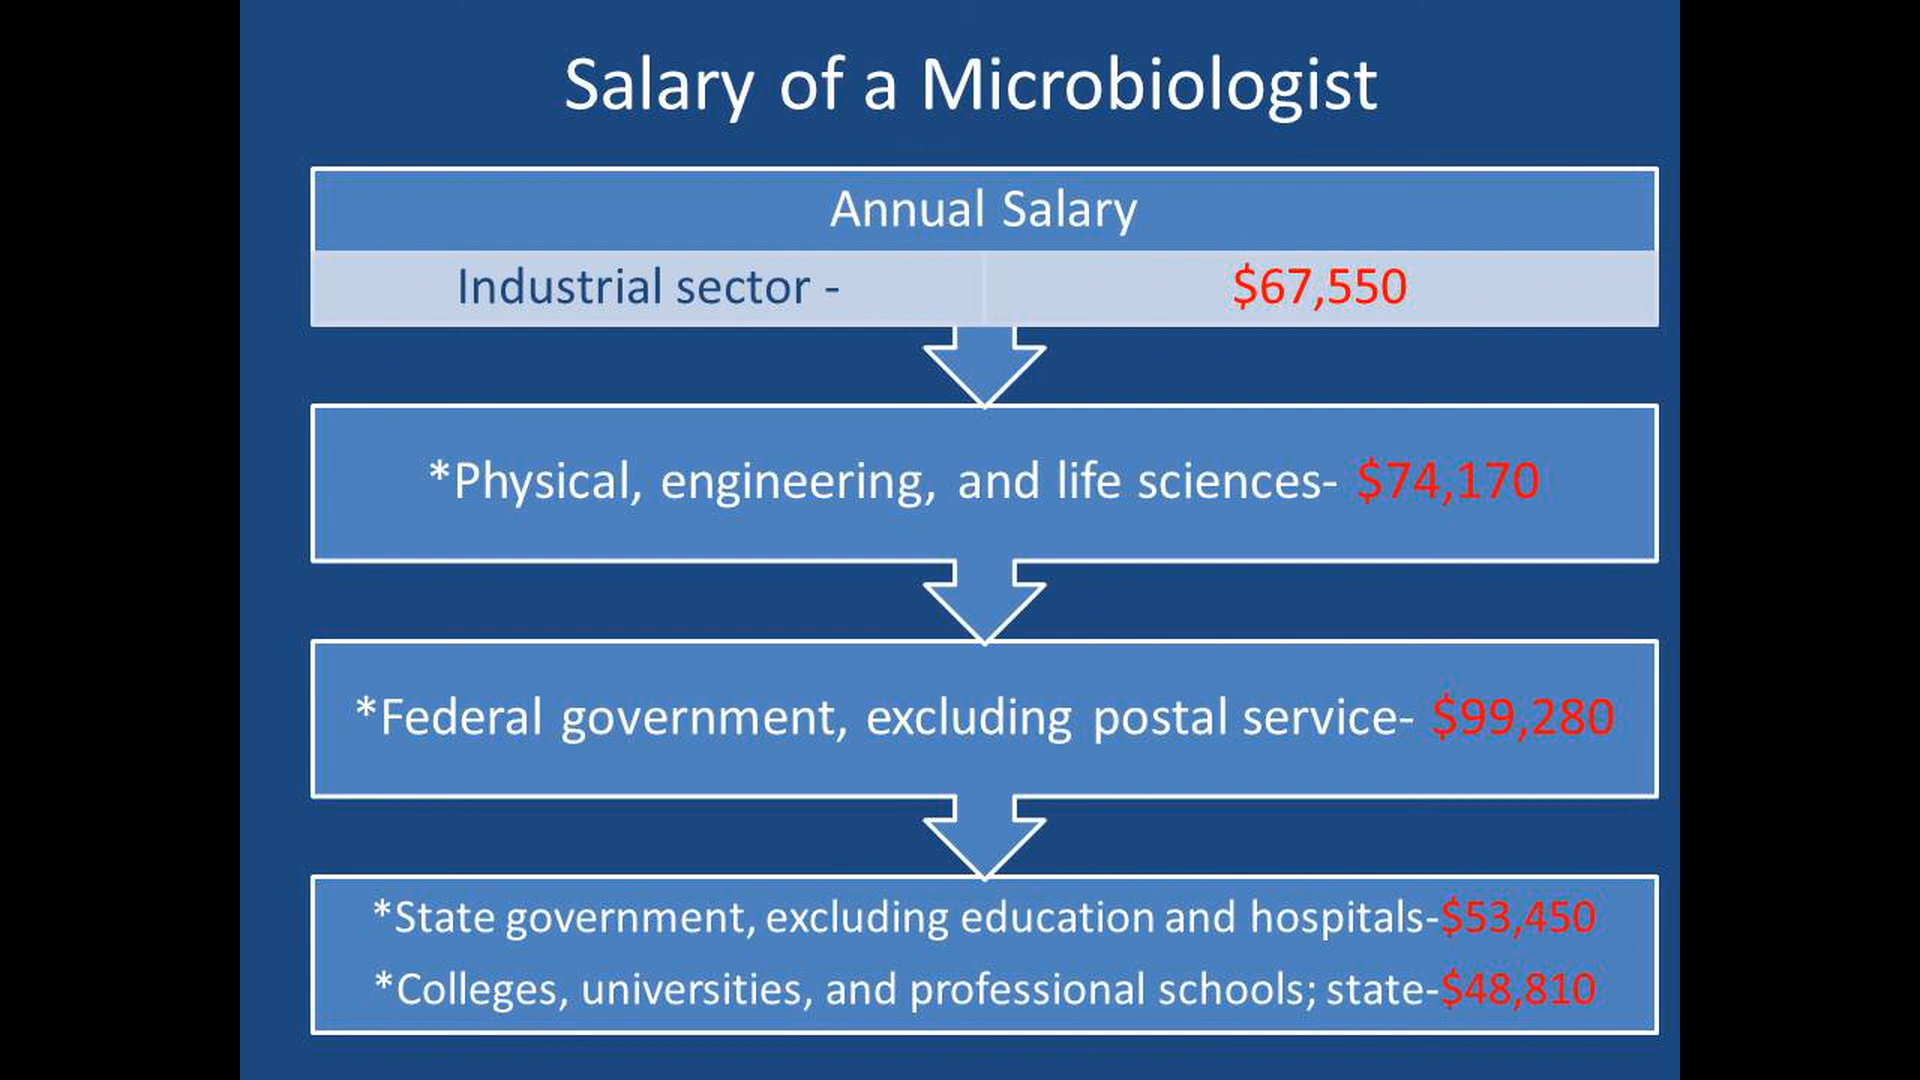 Salary of a Microbiologist
Annual Salary
Industrial sector - $67,550
*Physical, engineering, and life sciences- $74,170
*Federal government, excluding postal service- $99,280
*State government, excluding education and hospitals-$53,450
*Colleges, universities, and professional schools; state-$48,810